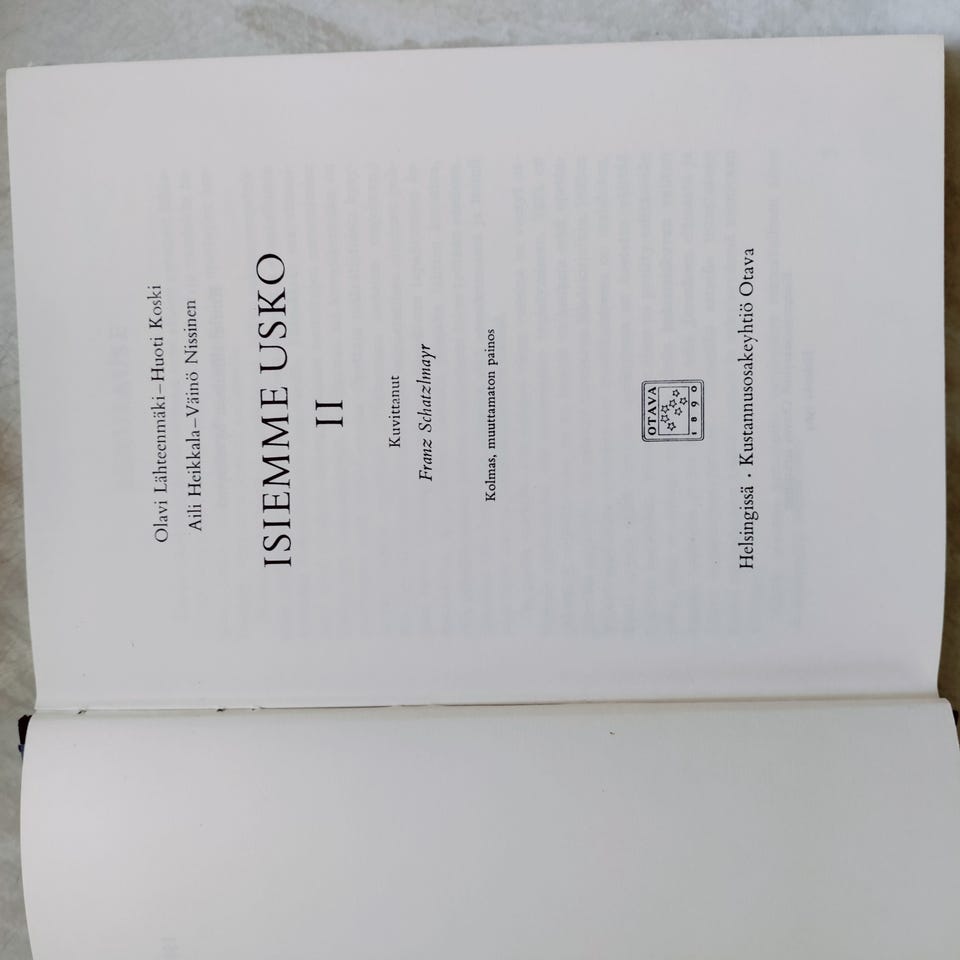 Olavi Lähteenmäki–Huoti Koski
Aili Heikkala–Väinö Nissinen
ISIEMME USKO
II
Kuvittanut
Franz Schatzlmayr
Kolmas, muuttamaton painos
OTAVA
1890
Helsingissä · Kustannusosakeyhtiö Otava